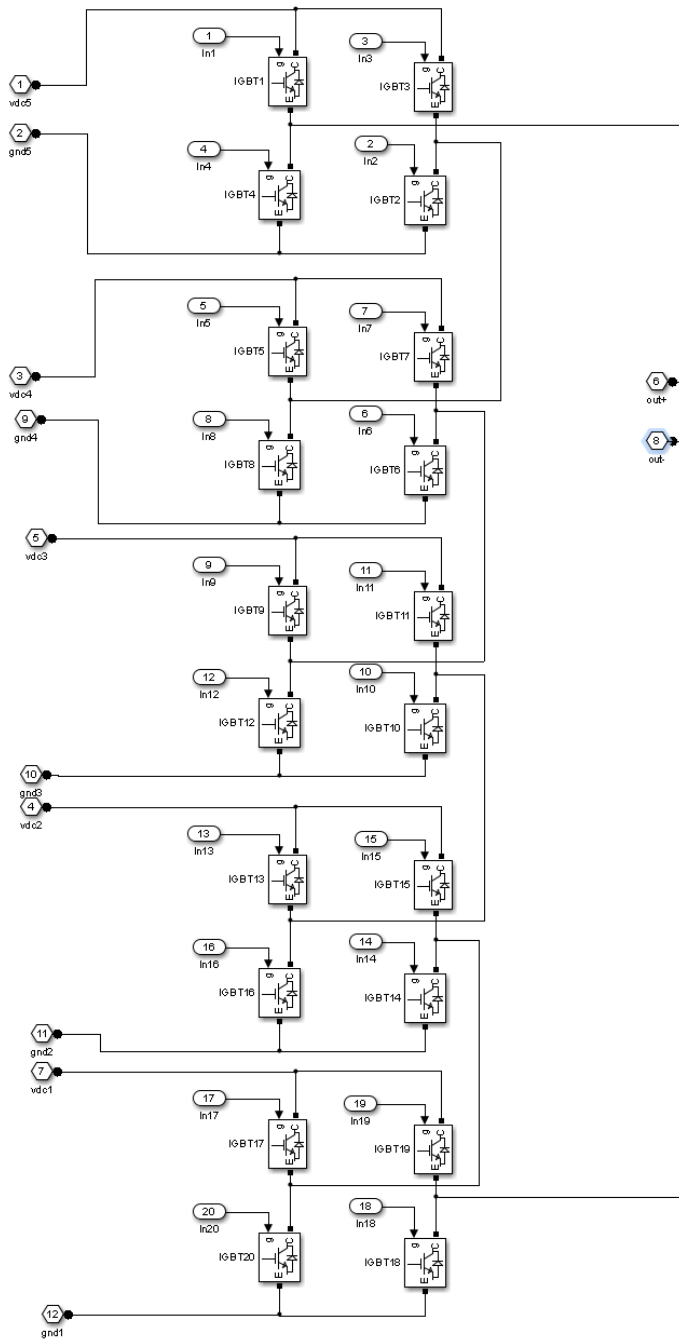 1
In1
3
In3
g
C
IGBT1
E
g
C
IGBT3
E
1
vdc5
2
gnd5
4
In4
2
In2
g
C
IGBT4
E
g
C
IGBT2
E
5
In5
7
In7
g
C
IGBT5
E
g
C
IGBT7
E
3
vdc4
6
out+
9
gnd4
8
In8
6
In6
8
out-
g
C
IGBT8
E
g
C
IGBT6
E
5
vdc3
9
In9
11
In11
g
C
IGBT9
E
g
C
IGBT11
E
12
In12
10
In10
g
C
IGBT12
E
g
C
IGBT10
E
10
gnd3
4
vdc2
13
In13
15
In15
g
C
IGBT13
E
g
C
IGBT15
E
16
In16
14
In14
g
C
IGBT16
E
g
C
IGBT14
E
11
gnd2
7
vdc1
17
In17
19
In19
g
C
IGBT17
E
g
C
IGBT19
E
20
In20
18
In18
g
C
IGBT20
E
g
C
IGBT18
E
12
gnd1